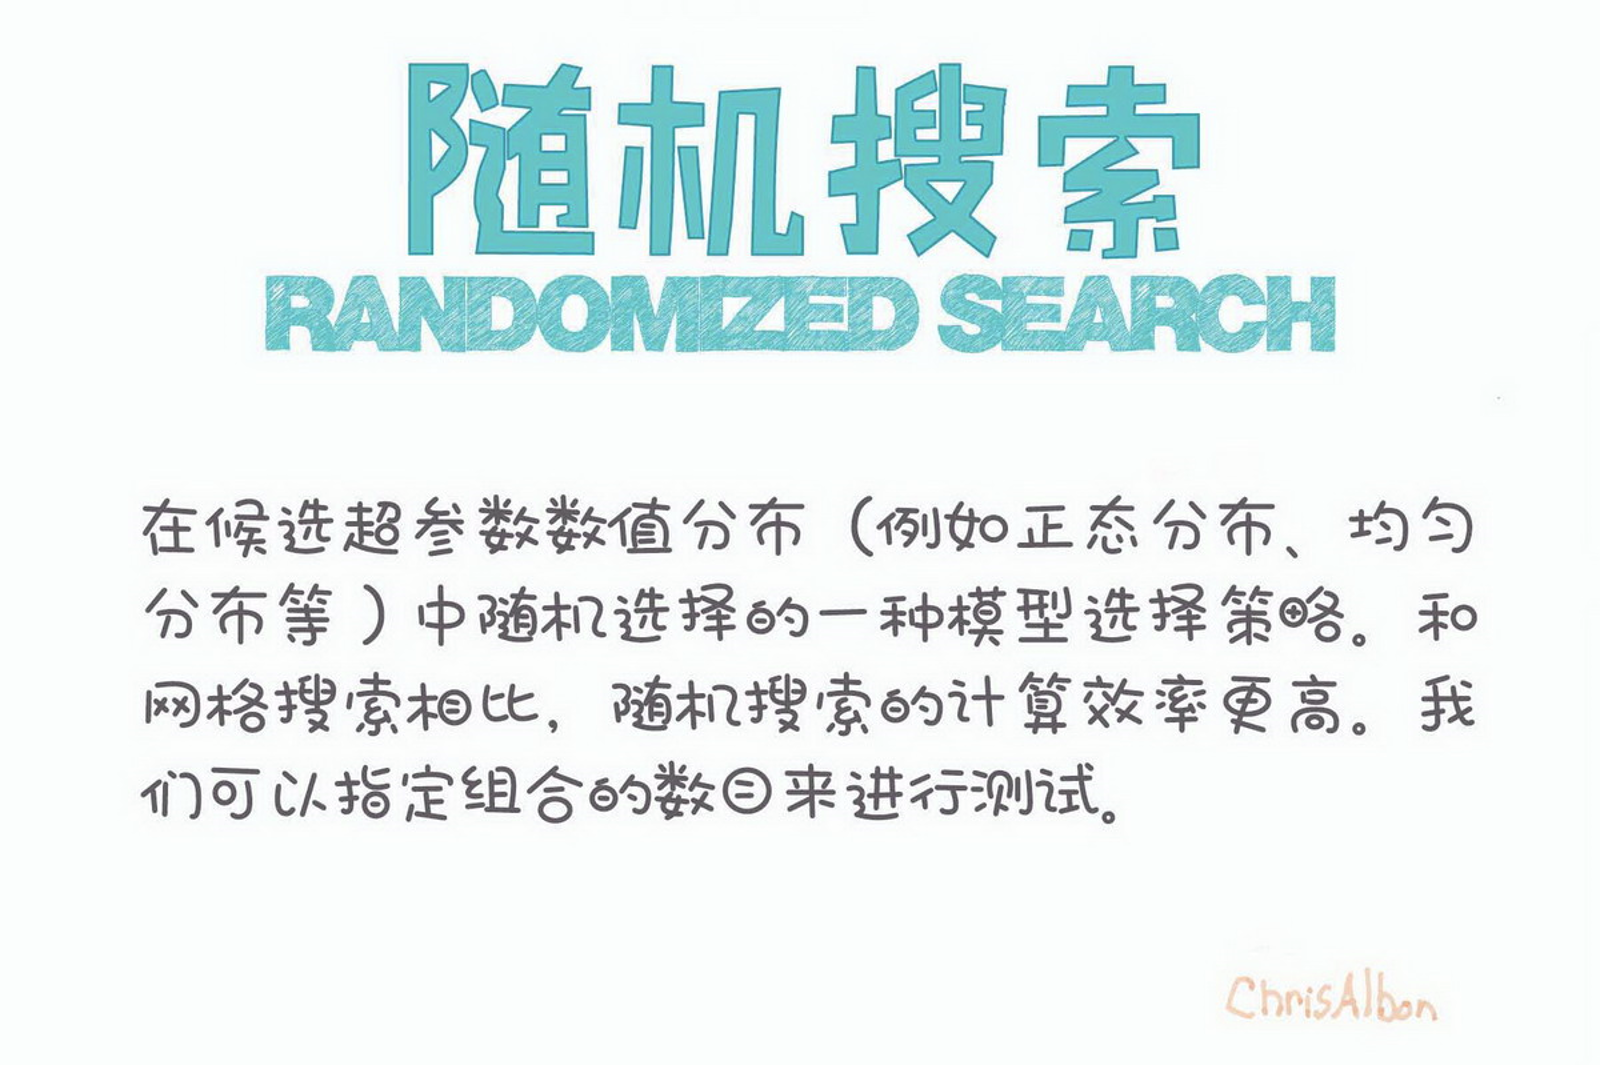 随机搜索
RANDOMIZED SEARCH
在候选超参数数值分布（例如正态分布、均匀
分布等）中随机选择的一种模型选择策略。和
网格搜索相比，随机搜索的计算效率更高。我
们可以指定组合的数目来进行测试。
ChrisAlbon